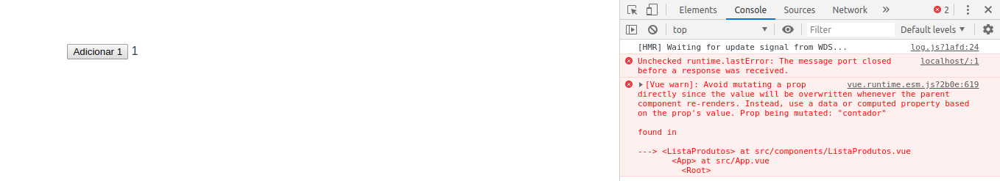 Elements Console Sources Network 2
top Filter Default levels
[HMR] Waiting for update signal from WDS... log.js?1afd:24
Adicionar 1 1
Unchecked runtime.lastError: The message port closed localhost/:1
before a response was received.
[Vue warn]: Avoid mutating a prop vue.runtime.esm.js?2b0e:619
directly since the value will be overwritten whenever the parent
component re-renders. Instead, use a data or computed property based
on the prop's value. Prop being mutated: "contador"
found in
---> <ListaProdutos> at src/components/ListaProdutos.vue
<App> at src/App.vue
<Root>